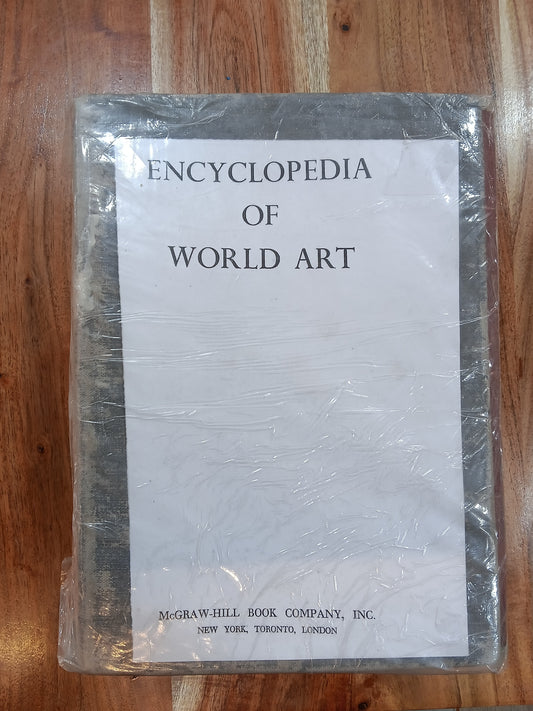 ENCYCLOPEDIA
OF
WORLD ART
McGRAW-HILL BOOK COMPANY, INC.
NEW YORK, TORONTO, LONDON